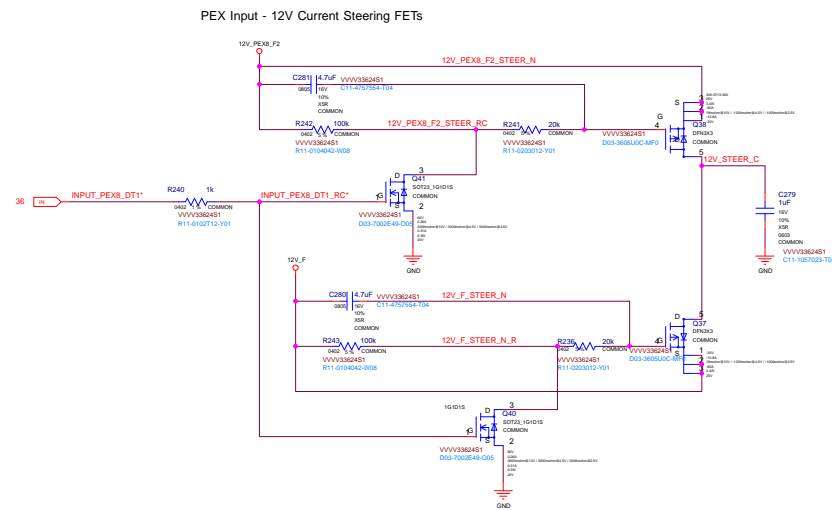 PEX Input - 12V Current Steering FETs
12V_PEX8_F2
12V_PEX8_F2_STEER_N
C281
4.7uF
VVVV33624S1
C11-4757554-T04
0805
16V
10%
X5R
COMMON
S
G
4
VVVV33624S1
D03-3605U0C-MF0
Q38
DFN3X3
COMMON
D
5
R242
100k
0402
5 %
COMMON
VVVV33624S1
R11-0104042-W08
12V_PEX8_F2_STEER_RC
R241
20k
0402
5 %
COMMON
VVVV33624S1
R11-0203012-Y01
12V_STEER_C
36
IN
INPUT_PEX8_DT1*
R240
1k
0402
1 %
COMMON
VVVV33624S1
R11-0102T12-Y01
INPUT_PEX8_DT1_RC*
3
D
Q41
SOT23_1G1D1S
COMMON
1
G
S
2
VVVV33624S1
D03-7002E49-O05
GND
C279
1uF
16V
10%
X5R
0603
COMMON
VVVV33624S1
C11-1057023-T0
GND
12V_F
C280
4.7uF
VVVV33624S1
C11-4757554-T04
0805
16V
10%
X5R
COMMON
12V_F_STEER_N
R243
100k
0402
5 %
COMMON
VVVV33624S1
R11-0104042-W08
12V_F_STEER_N_R
R236
20k
0402
5 %
COMMON
VVVV33624S1
R11-0203012-Y01
D
5
Q37
DFN3X3
COMMON
4
G
S
1
VVVV33624S1
D03-3605U0C-MF0
1G1D1S
3
D
Q40
SOT23_1G1D1S
COMMON
1
G
S
2
VVVV33624S1
D03-7002E49-O05
GND